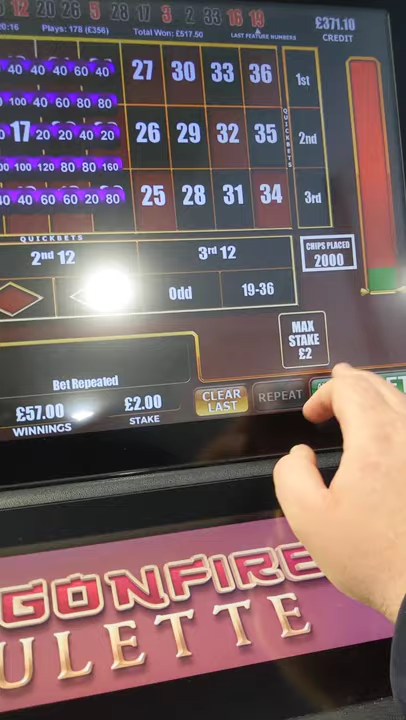 12 20 26 5 28 17 3 2 33 16 19
£371.10
CREDIT
0:16 Plays: 178 (£356) Total Won: £517.50
LAST FEATURE NUMBERS
40 40 40 60 40 27 30 33 36 1st
100 40 60 80 80
17 20 20 40 20 26 29 32 35 2nd
QUICKBETS
100 120 80 80 160
40 60 60 20 80 25 28 31 34 3rd
QUICKBETS
2nd 12 3rd 12
CHIPS PLACED
2000
Odd 19-36
MAX
STAKE
£2
Bet Repeated
£57.00 £2.00
WINNINGS STAKE
CLEAR
LAST
REPEAT
GONFIRE
ULETTE